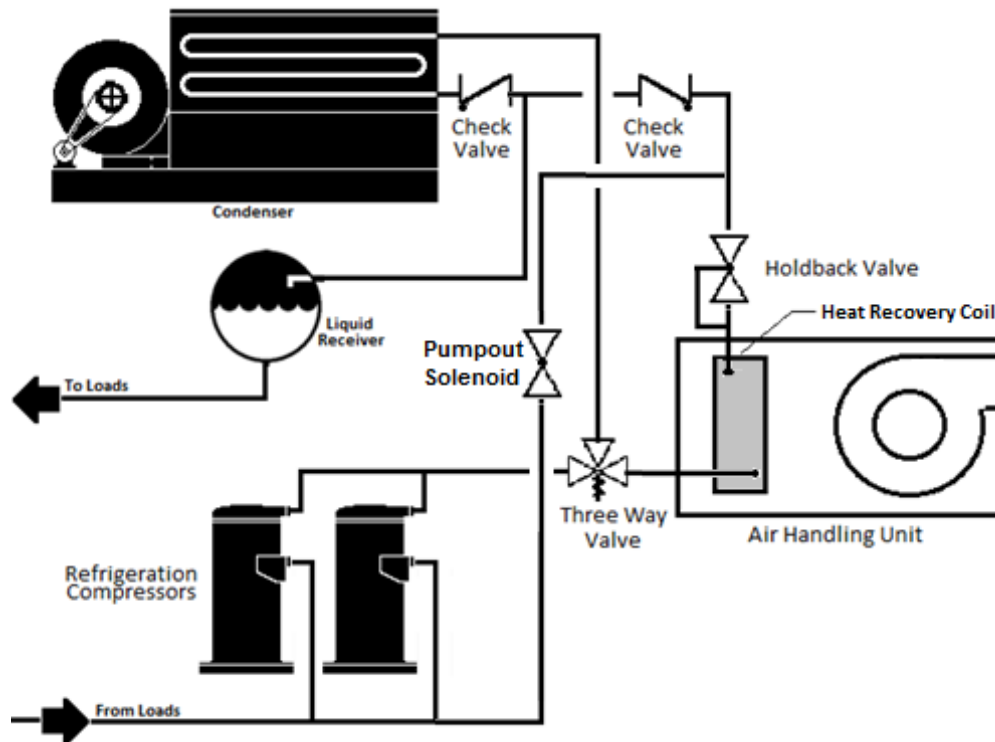 Check
Valve
Check
Valve
Condenser
Holdback Valve
Heat Recovery Coil
Liquid
Receiver
Pumpout
Solenoid
To Loads
Three Way
Valve
Air Handling Unit
Refrigeration
Compressors
From Loads